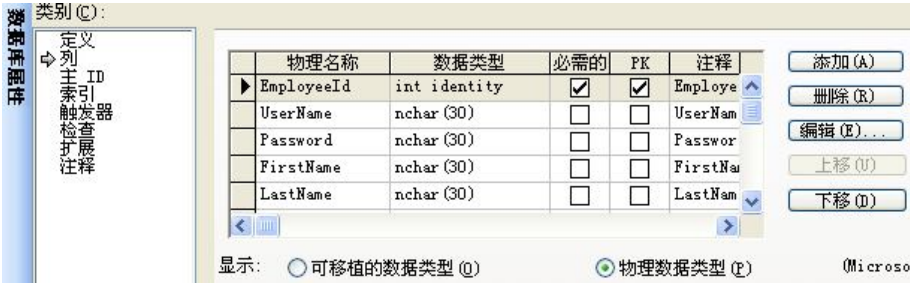 数据库属性
类别(C):
定义
列
主 ID
索引
触发器
检查
扩展
注释
物理名称 数据类型 必需的 PK 注释
EmployeeId int identity Employe
UserName nchar(30) UserNam
Password nchar(30) Passwor
FirstName nchar(30) FirstNa
LastName nchar(30) LastNam
添加(A)
删除(R)
编辑(E)...
上移(U)
下移(D)
显示: 可移植的数据类型(O) 物理数据类型(P) (Microso